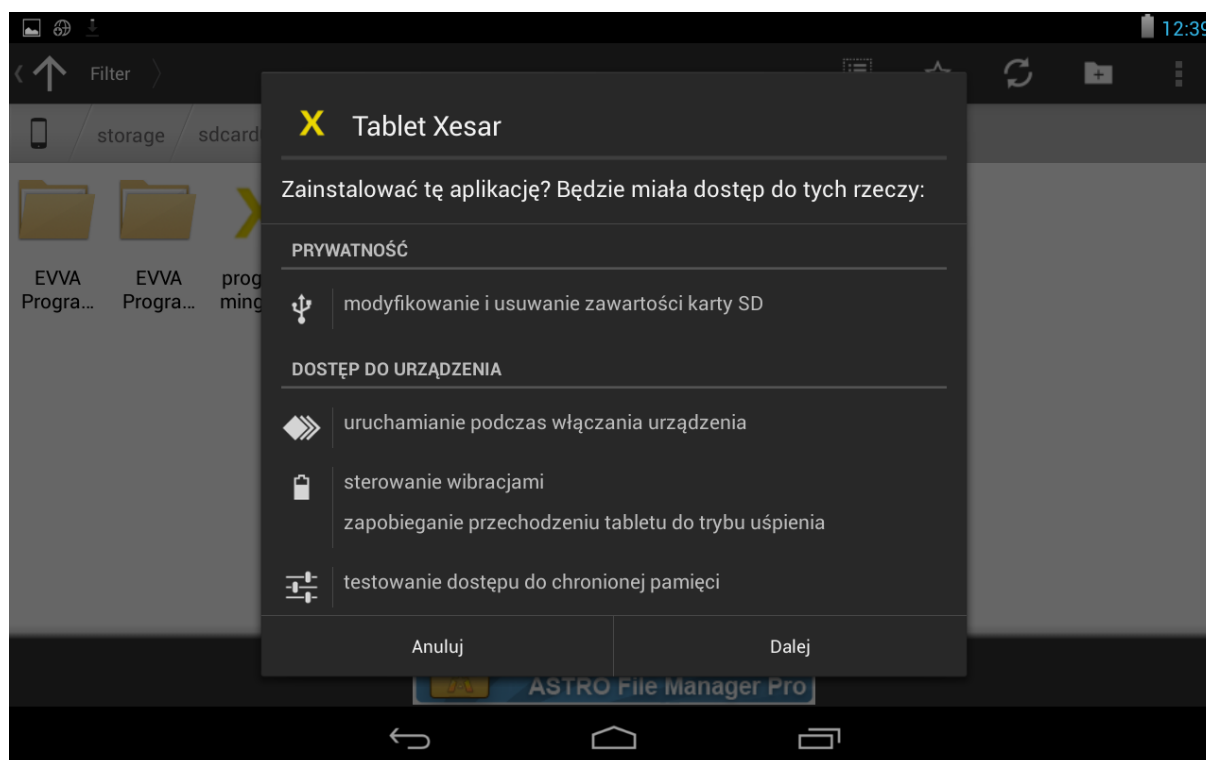 12:39
Filter
storage
sdcard
X Tablet Xesar
Zainstalować tę aplikację? Będzie miała dostęp do tych rzeczy:
PRYWATNOŚĆ
modyfikowanie i usuwanie zawartości karty SD
DOSTĘP DO URZĄDZENIA
uruchamianie podczas włączania urządzenia
sterowanie wibracjami
zapobieganie przechodzeniu tabletu do trybu uśpienia
testowanie dostępu do chronionej pamięci
Anuluj
Dalej
EVVA
Progra...
EVVA
Progra...
prog
ming
ASTRO File Manager Pro